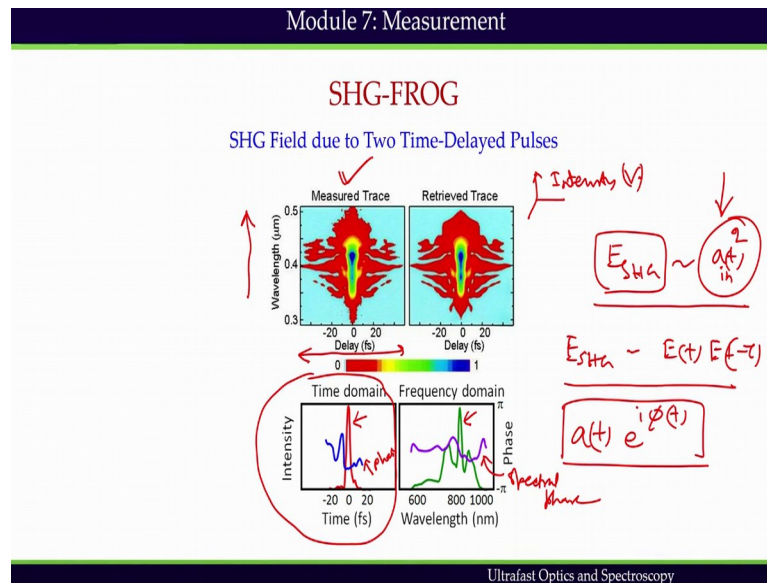 Module 7: Measurement
SHG-FROG
SHG Field due to Two Time-Delayed Pulses
Measured Trace
Retrieved Trace
Intensity (V)
Wavelength (μm)
0.5
0.4
0.3
-20 0 20
-20 0 20
Delay (fs)
Delay (fs)
0
1
E_SHG ~ a(t)^2
in
E_SHG ~ E(t) E(t-τ)
a(t) e^iφ(t)
Time domain
Frequency domain
Intensity
Phase
π
-π
phase
spectral
phase
-20 0 20
600 800 1000
Time (fs)
Wavelength (nm)
Ultrafast Optics and Spectroscopy